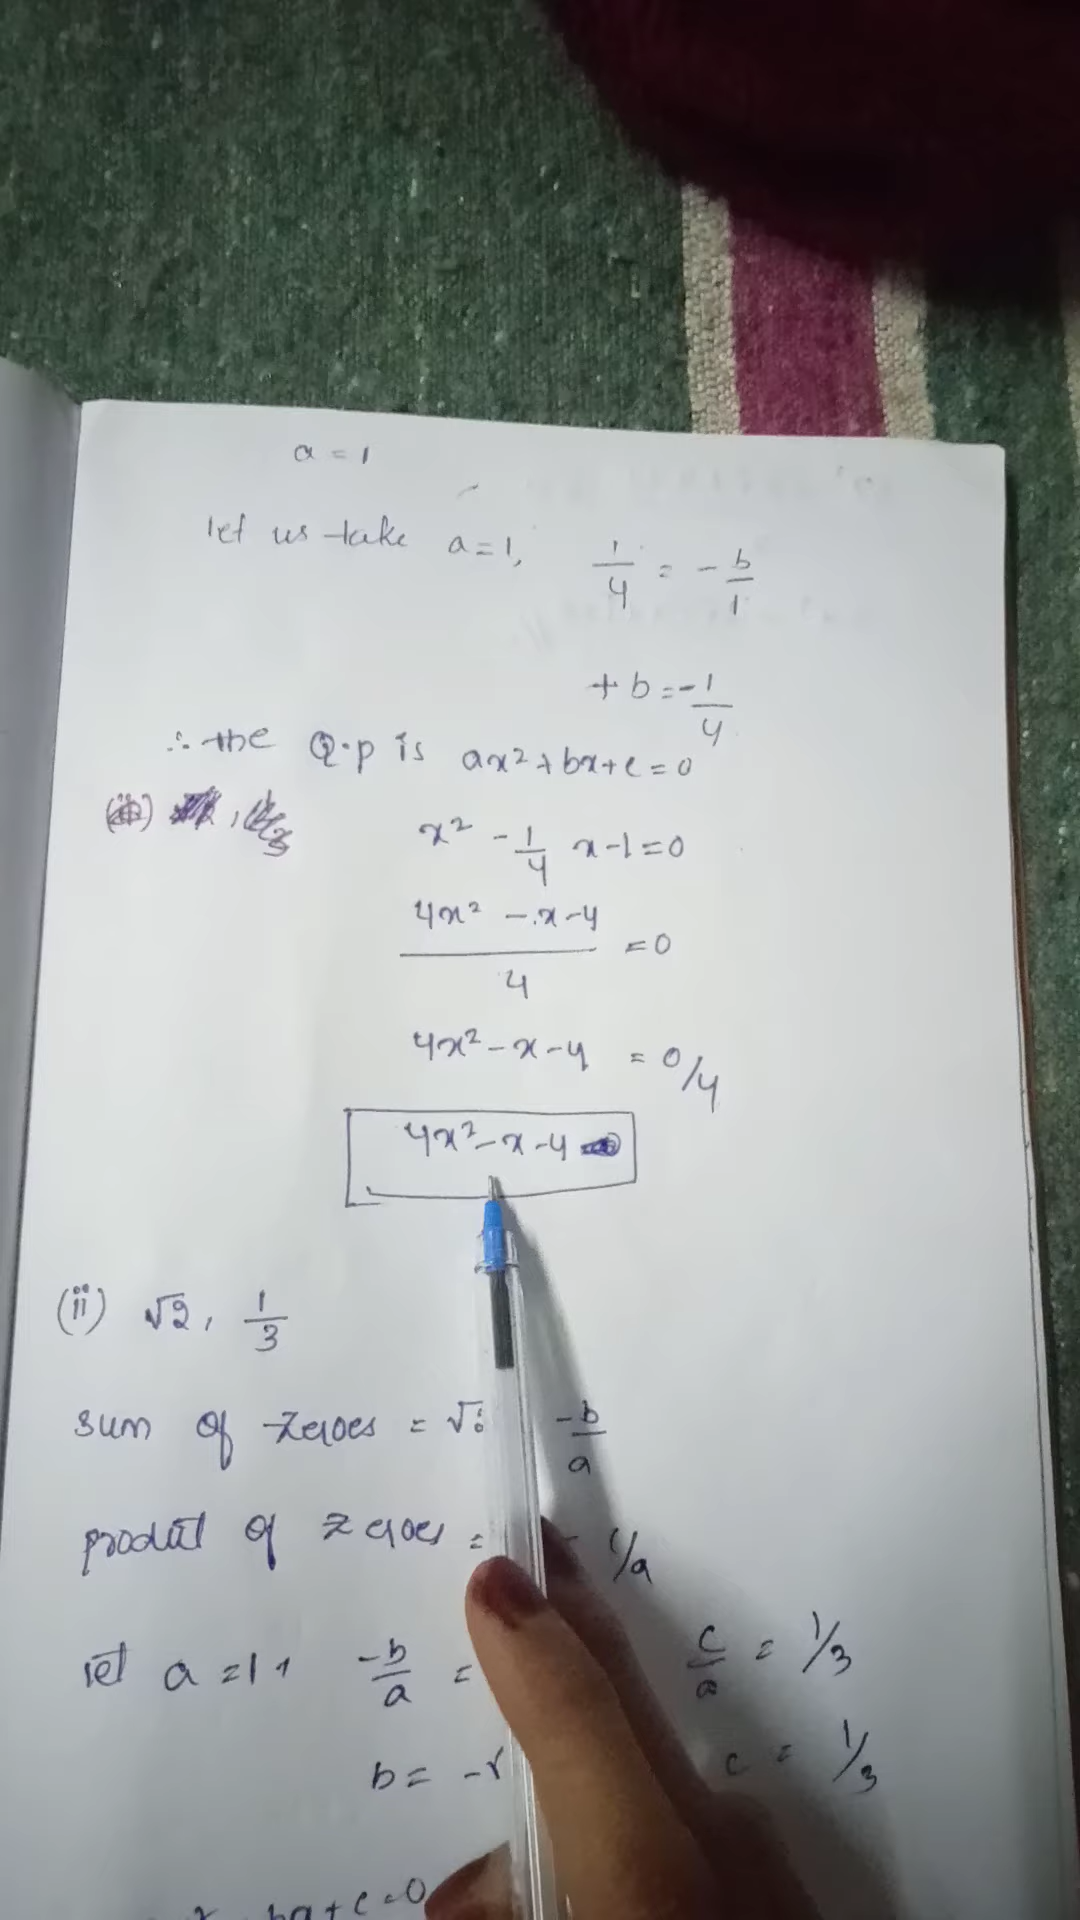 a = 1
let us take a = 1, 1/4 = - b/1
+ b = - 1/4
∴ the Q.p is ax² + bx + c = 0
x² - 1/4 x - 1 = 0
4x² - x - 4 / 4 = 0
4x² - x - 4 = 0/4
4x² - x - 4
(ii) √2, 1/3
sum of zeroes = √ -b/a
product of zeroes = c/a
let a = 1, -b/a = c/a = 1/3
b = -√ c = 1/3
+ c = 0